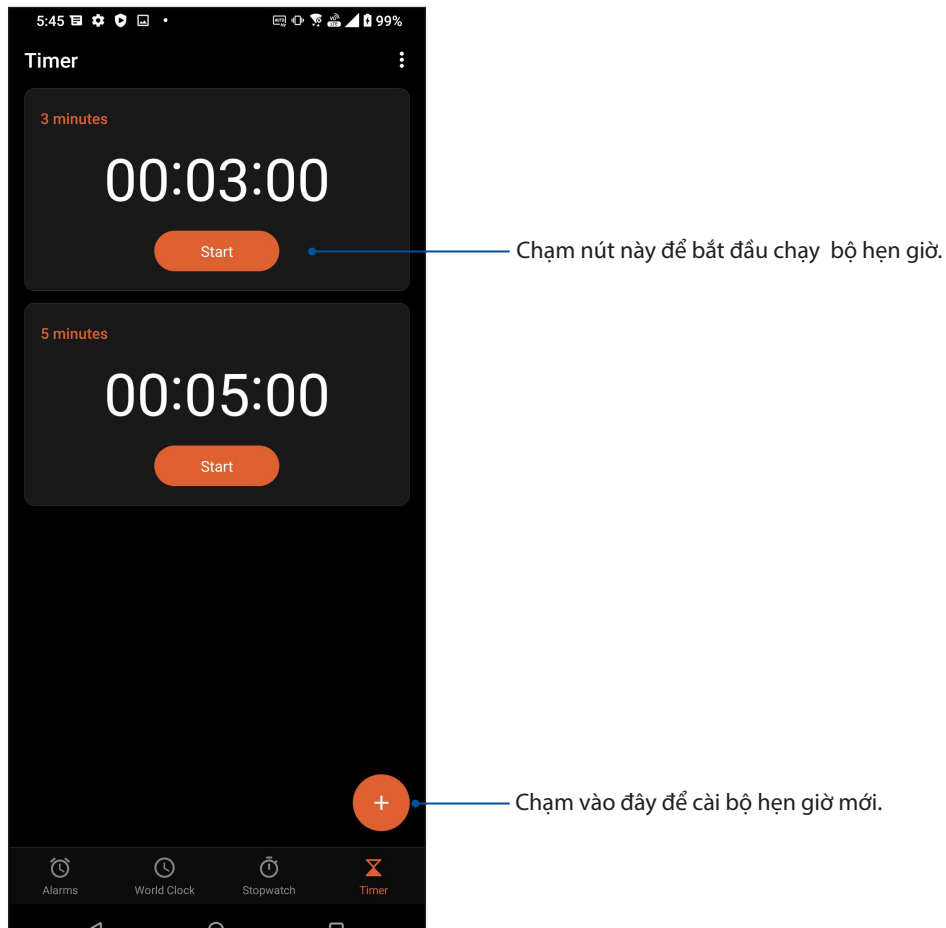 5:45 99%
Timer
3 minutes
00:03:00
Start
Chạm nút này để bắt đầu chạy bộ hẹn giờ.
5 minutes
00:05:00
Start
+
Chạm vào đây để cài bộ hẹn giờ mới.
Alarms World Clock Stopwatch Timer